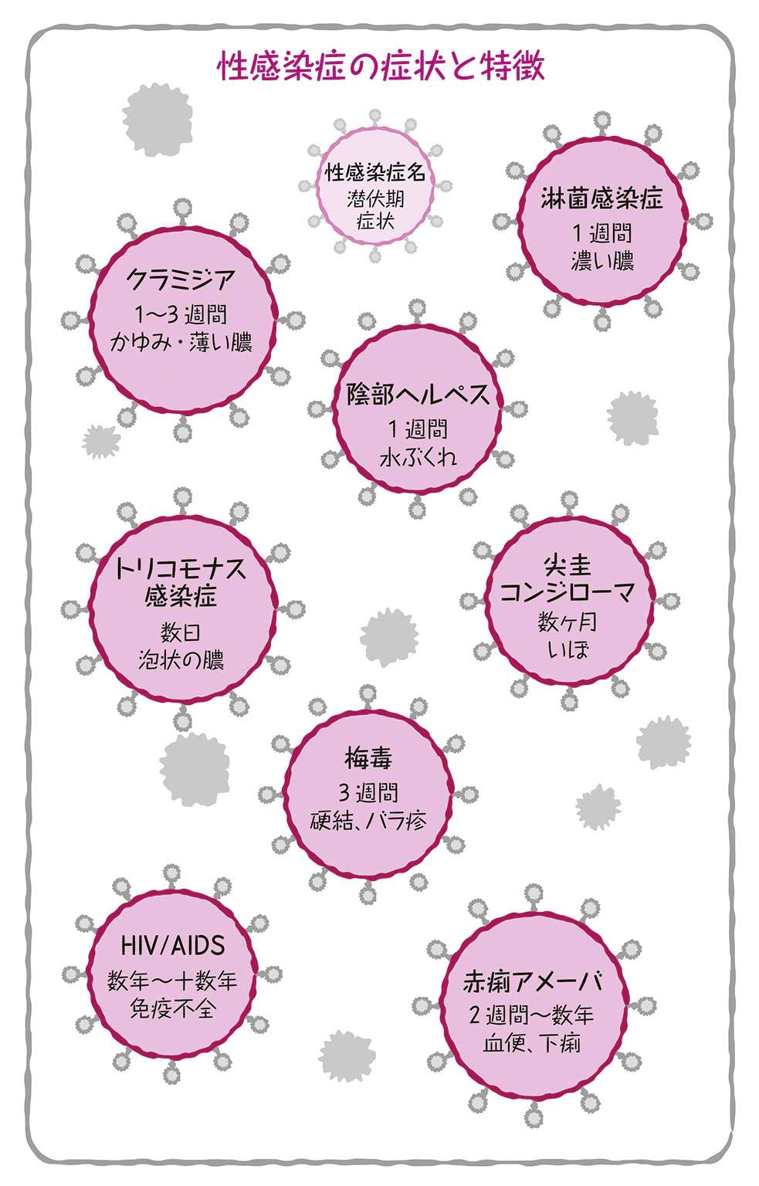 性感染症の症状と特徴
性感染症名
潜伏期
症状
淋菌感染症
1週間
濃い膿
クラミジア
1〜3週間
かゆみ・薄い膿
陰部ヘルペス
1週間
水ぶくれ
トリコモナス
感染症
数日
泡状の膿
尖圭
コンジローマ
数ヶ月
いぼ
梅毒
3週間
硬結、バラ疹
HIV/AIDS
数年〜十数年
免疫不全
赤痢アメーバ
2週間〜数年
血便、下痢